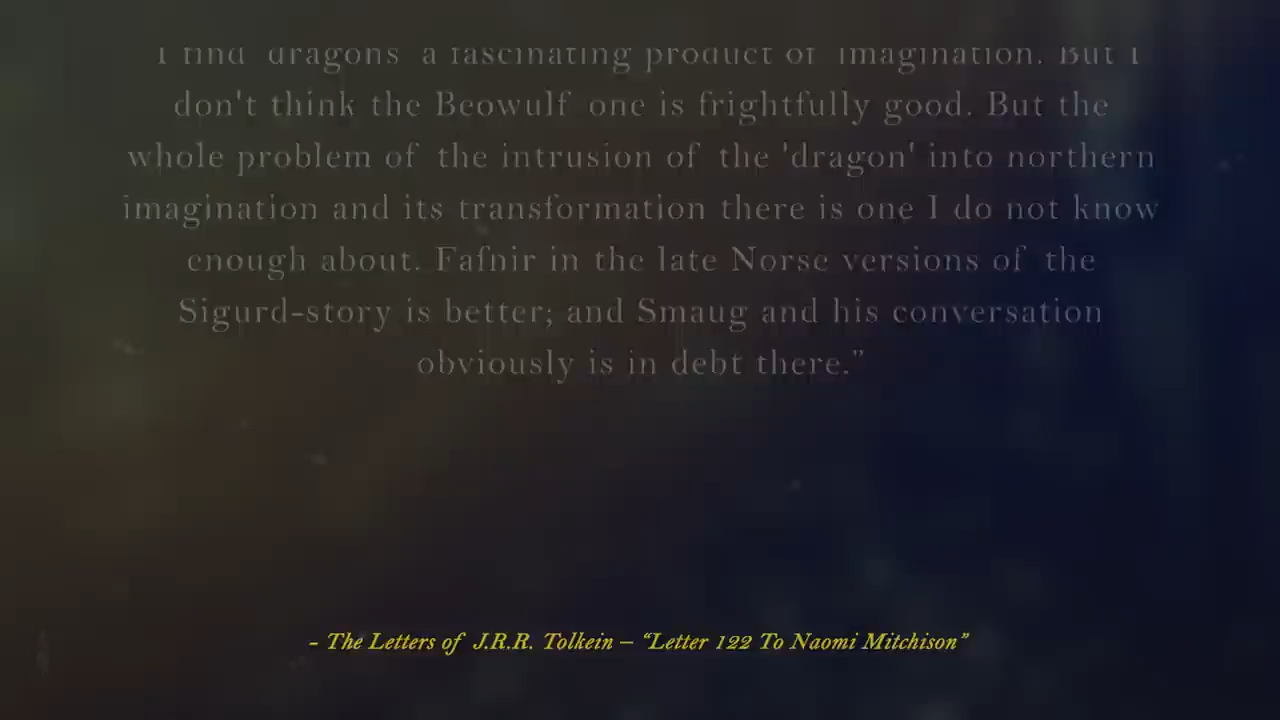 I find 'dragons' a fascinating product of imagination. But I
don't think the Beowulf one is frightfully good. But the
whole problem of the intrusion of the 'dragon' into northern
imagination and its transformation there is one I do not know
enough about. Fafnir in the late Norse versions of the
Sigurd-story is better; and Smaug and his conversation
obviously is in debt there.”
- The Letters of J.R.R. Tolkein – “Letter 122 To Naomi Mitchison”